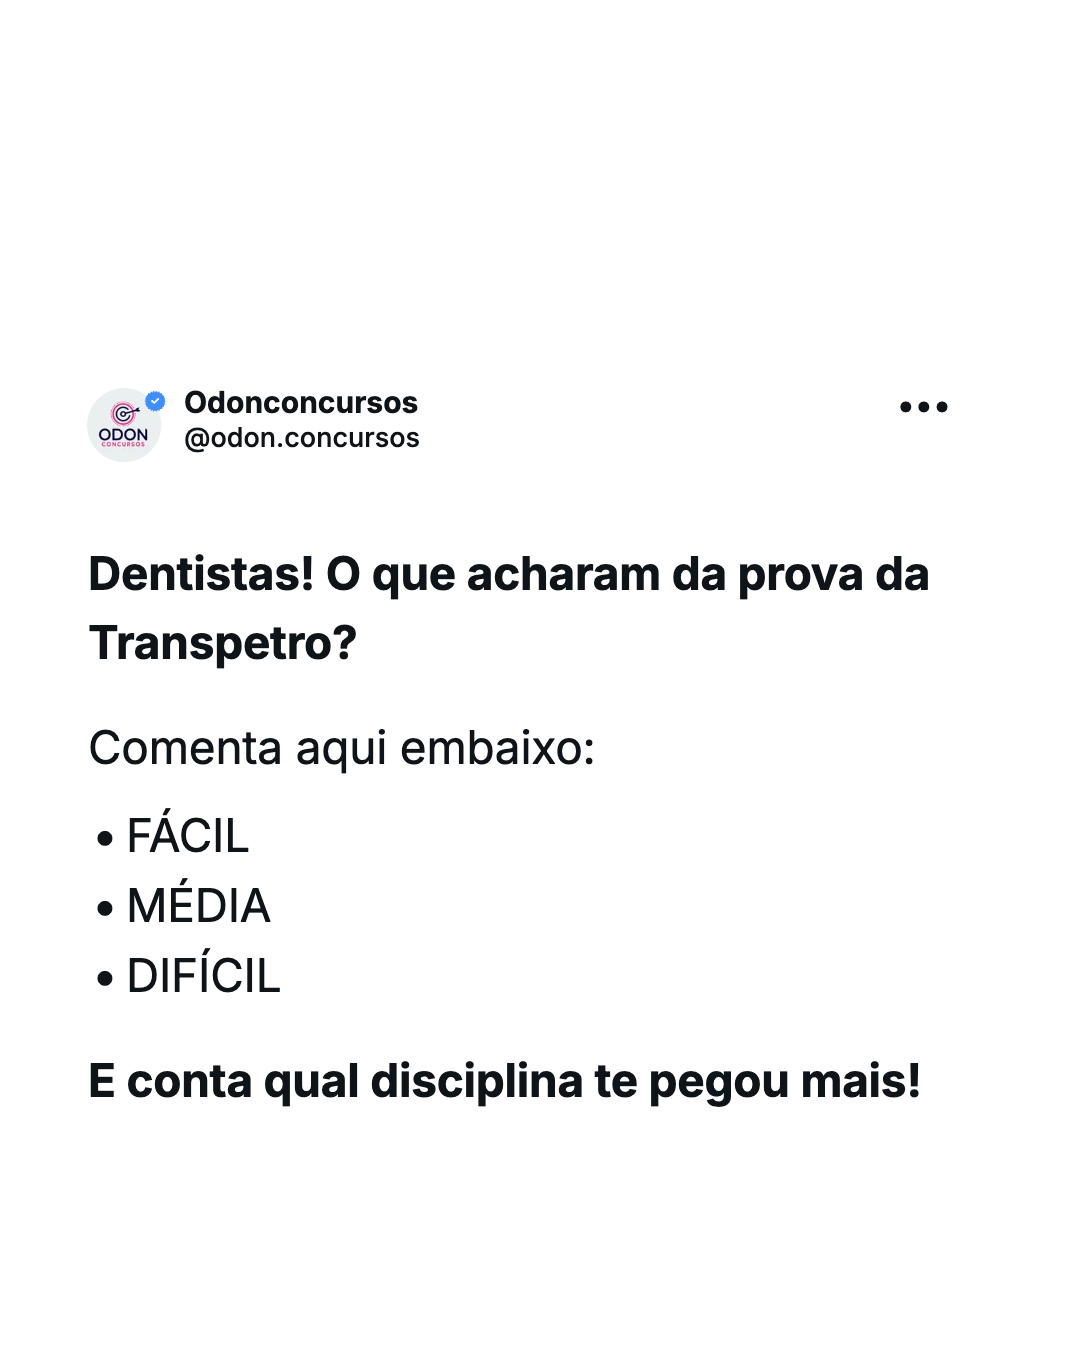 ODON
CONCURSOS
Odonconcursos
@odon.concursos
Dentistas! O que acharam da prova da
Transpetro?
Comenta aqui embaixo:
• FÁCIL
• MÉDIA
• DIFÍCIL
E conta qual disciplina te pegou mais!